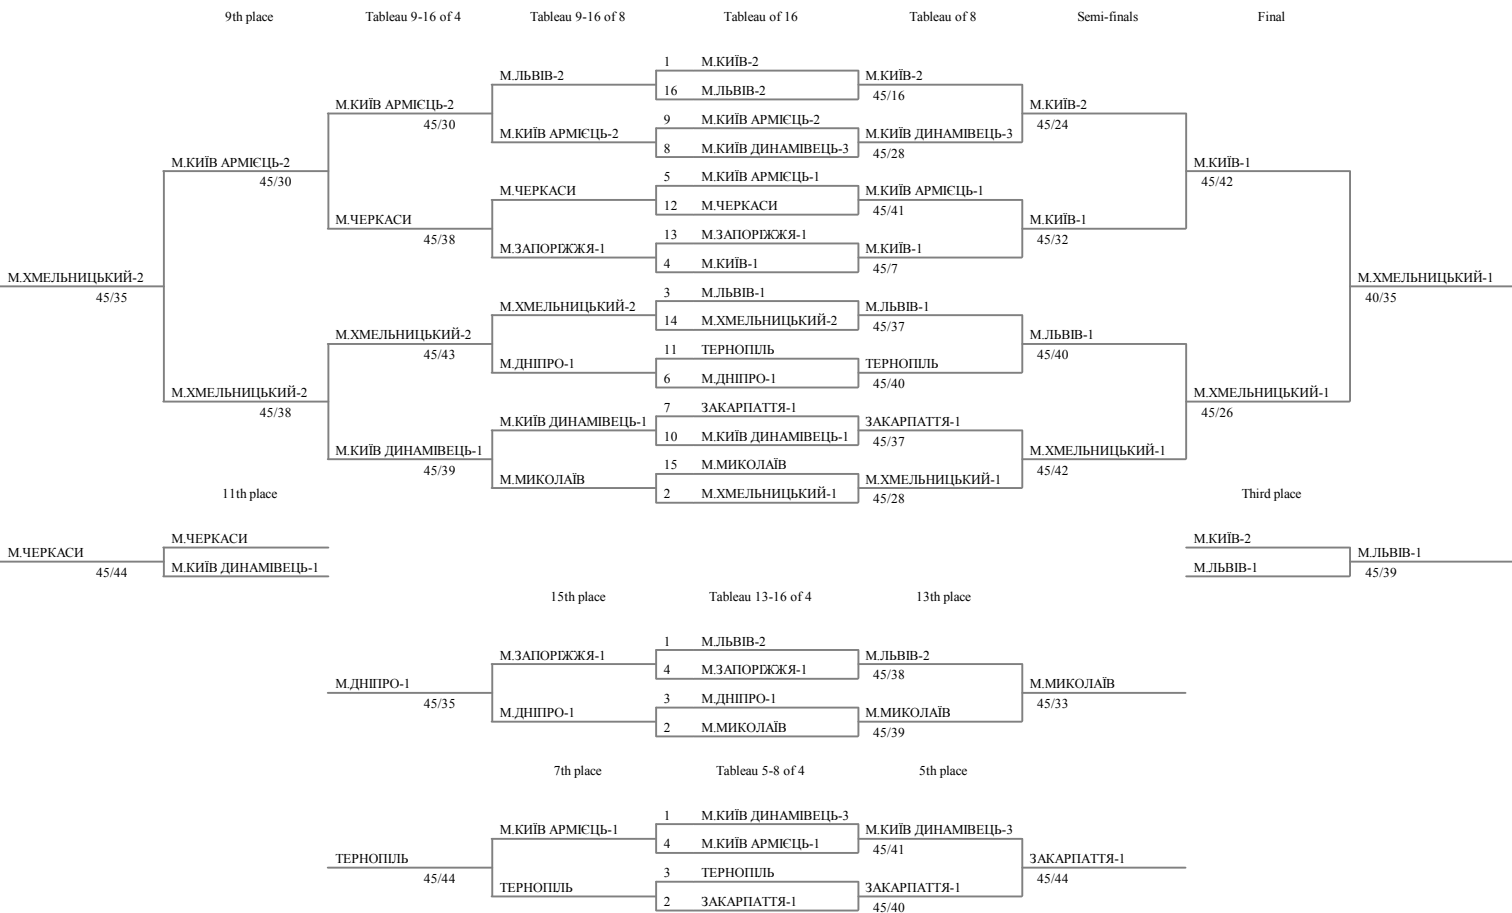 9th place Tableau 9-16 of 4 Tableau 9-16 of 8 Tableau of 16 Tableau of 8 Semi-finals Final
1 М.КИЇВ-2
М.ЛЬВІВ-2 М.КИЇВ-2
16 М.ЛЬВІВ-2 45/16
М.КИЇВ АРМІЄЦЬ-2 М.КИЇВ-2
9 М.КИЇВ АРМІЄЦЬ-2
45/30 45/24
М.КИЇВ АРМІЄЦЬ-2 М.КИЇВ ДИНАМІВЕЦЬ-3
8 М.КИЇВ ДИНАМІВЕЦЬ-3 45/28
М.КИЇВ АРМІЄЦЬ-2 М.КИЇВ-1
5 М.КИЇВ АРМІЄЦЬ-1
45/30 45/42
М.ЧЕРКАСИ М.КИЇВ АРМІЄЦЬ-1
12 М.ЧЕРКАСИ 45/41
М.ЧЕРКАСИ М.КИЇВ-1
13 М.ЗАПОРІЖЖЯ-1
45/38 45/32
М.ЗАПОРІЖЖЯ-1 М.КИЇВ-1
4 М.КИЇВ-1 45/7
М.ХМЕЛЬНИЦЬКИЙ-2 М.ХМЕЛЬНИЦЬКИЙ-1
3 М.ЛЬВІВ-1
45/35 40/35
М.ХМЕЛЬНИЦЬКИЙ-2 М.ЛЬВІВ-1
14 М.ХМЕЛЬНИЦЬКИЙ-2 45/37
М.ХМЕЛЬНИЦЬКИЙ-2 М.ЛЬВІВ-1
11 ТЕРНОПІЛЬ
45/43 45/40
М.ДНІПРО-1 ТЕРНОПІЛЬ
6 М.ДНІПРО-1 45/40
М.ХМЕЛЬНИЦЬКИЙ-2 М.ХМЕЛЬНИЦЬКИЙ-1
7 ЗАКАРПАТТЯ-1
45/38 45/26
М.КИЇВ ДИНАМІВЕЦЬ-1 ЗАКАРПАТТЯ-1
10 М.КИЇВ ДИНАМІВЕЦЬ-1 45/37
М.КИЇВ ДИНАМІВЕЦЬ-1 М.ХМЕЛЬНИЦЬКИЙ-1
15 М.МИКОЛАЇВ
45/39 45/42
М.МИКОЛАЇВ М.ХМЕЛЬНИЦЬКИЙ-1
2 М.ХМЕЛЬНИЦЬКИЙ-1 45/28
11th place Third place
М.ЧЕРКАСИ М.КИЇВ-2
М.ЧЕРКАСИ М.ЛЬВІВ-1
М.КИЇВ ДИНАМІВЕЦЬ-1 М.ЛЬВІВ-1
45/44 45/39
15th place Tableau 13-16 of 4 13th place
1 М.ЛЬВІВ-2
М.ЗАПОРІЖЖЯ-1 М.ЛЬВІВ-2
4 М.ЗАПОРІЖЖЯ-1 45/38
М.ДНІПРО-1 М.МИКОЛАЇВ
3 М.ДНІПРО-1
45/35 45/33
М.ДНІПРО-1 М.МИКОЛАЇВ
2 М.МИКОЛАЇВ 45/39
7th place Tableau 5-8 of 4 5th place
1 М.КИЇВ ДИНАМІВЕЦЬ-3
М.КИЇВ АРМІЄЦЬ-1 М.КИЇВ ДИНАМІВЕЦЬ-3
4 М.КИЇВ АРМІЄЦЬ-1 45/41
ТЕРНОПІЛЬ ЗАКАРПАТТЯ-1
3 ТЕРНОПІЛЬ
45/44 45/44
ТЕРНОПІЛЬ ЗАКАРПАТТЯ-1
2 ЗАКАРПАТТЯ-1 45/40